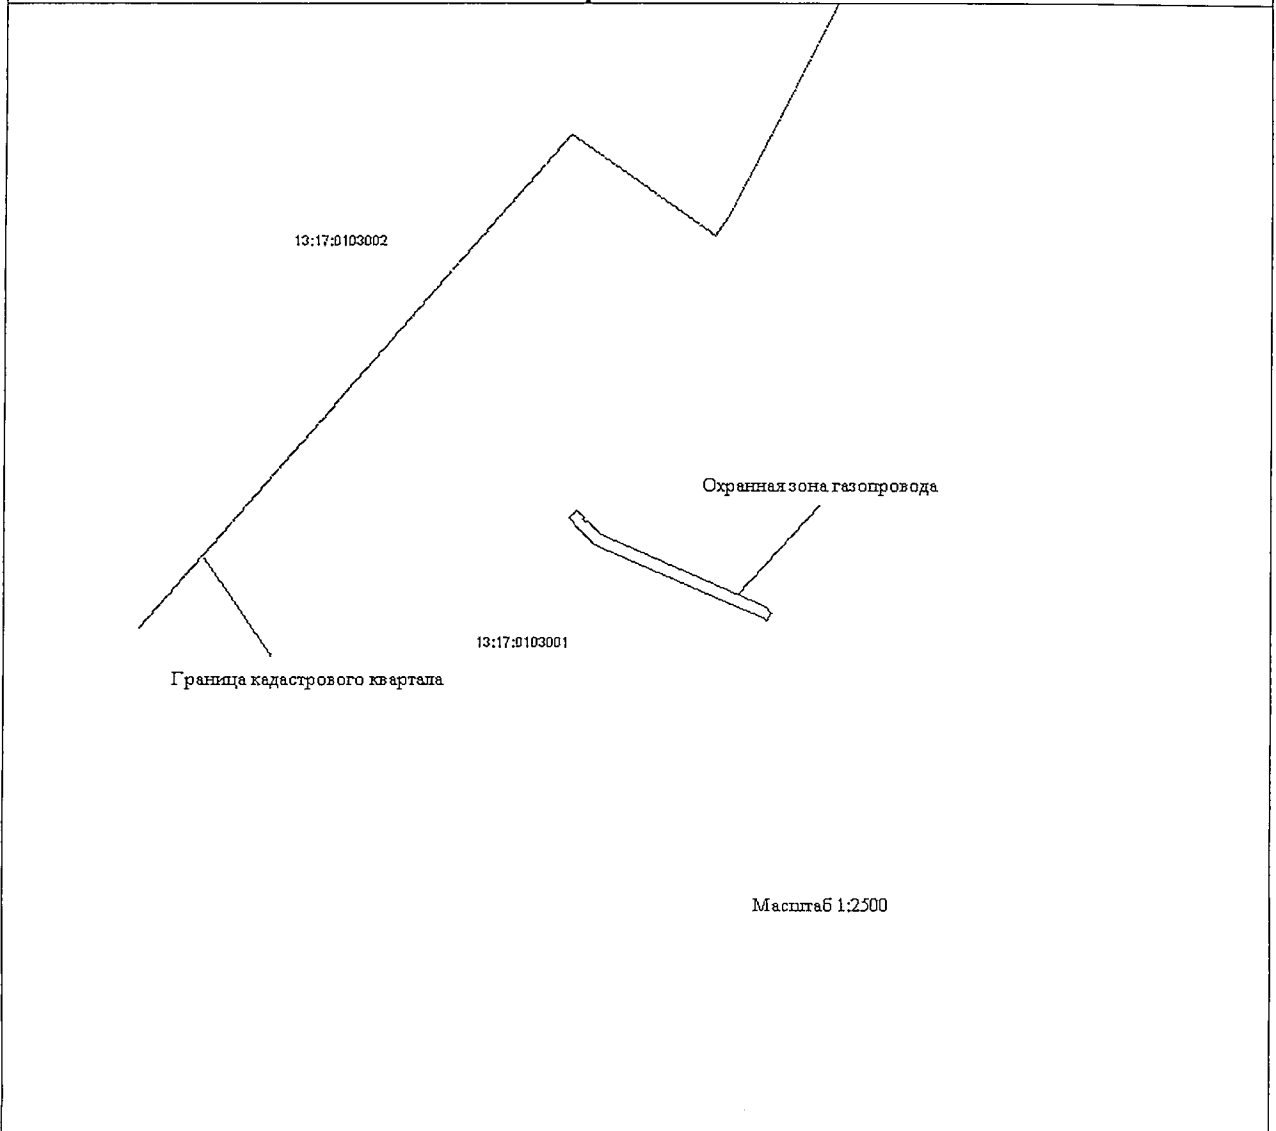 13:17:0103002
Охранная зона газопровода
13:17:0103001
Граница кадастрового квартала
Масштаб 1:2500